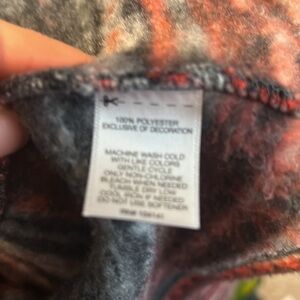 100% POLYESTER
EXCLUSIVE OF DECORATION
MACHINE WASH COLD
WITH LIKE COLORS
GENTLE CYCLE
ONLY NON-CHLORINE
BLEACH WHEN NEEDED
TUMBLE DRY LOW
COOL IRON IF NEEDED
DO NOT USE SOFTENER